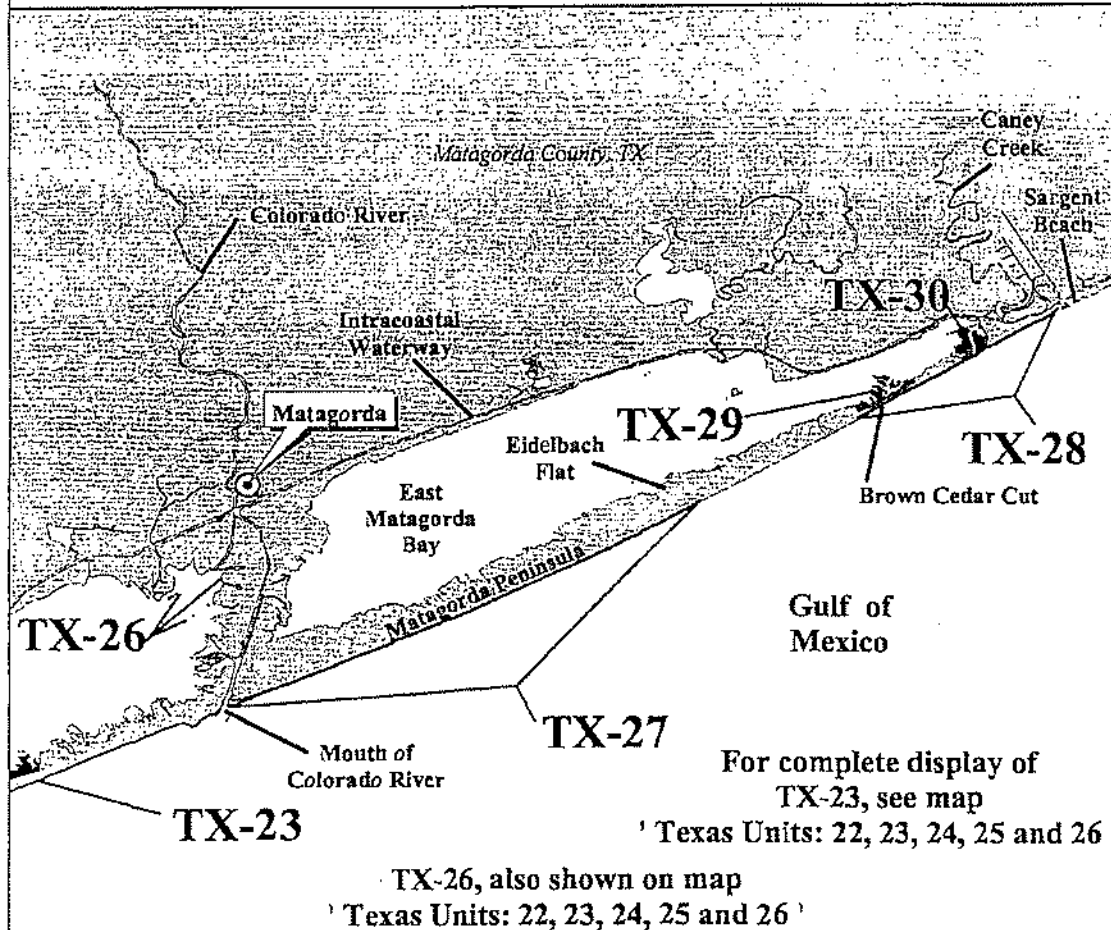 Caney
Creek
Matagorda County, TX
Sargent
Beach
Colorado River
TX-30
Intracoastal
Waterway
Matagorda
TX-29
Eidelbach
Flat
TX-28
East
Matagorda
Bay
Brown Cedar Cut
Matagorda Peninsula
Gulf of
Mexico
TX-26
TX-27
Mouth of
Colorado River
TX-23
For complete display of
TX-23, see map
' Texas Units: 22, 23, 24, 25 and 26
TX-26, also shown on map
' Texas Units: 22, 23, 24, 25 and 26 '